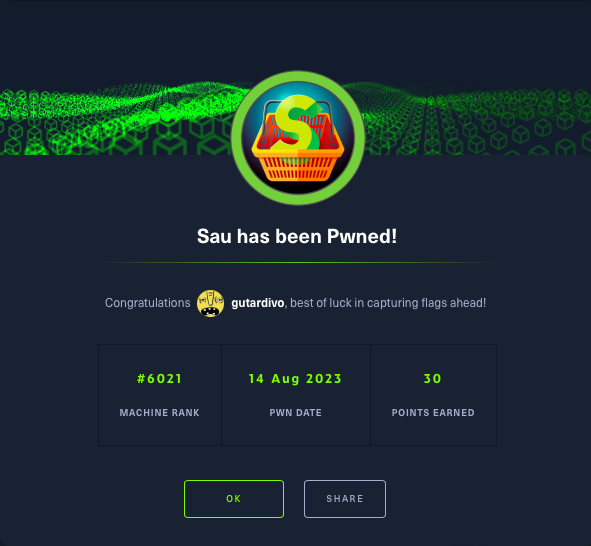 Sau has been Pwned!
Congratulations gutardivo, best of luck in capturing flags ahead!
#6021 14 Aug 2023 30
MACHINE RANK PWN DATE POINTS EARNED
OK SHARE